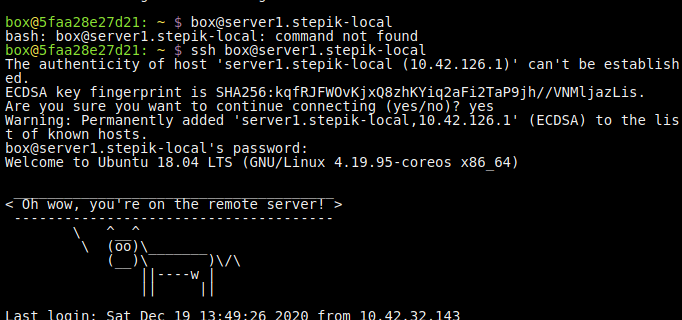 box@5faa28e27d21: ~ $ box@server1.stepik-local
bash: box@server1.stepik-local: command not found
box@5faa28e27d21: ~ $ ssh box@server1.stepik-local
The authenticity of host 'server1.stepik-local (10.42.126.1)' can't be establish
ed.
ECDSA key fingerprint is SHA256:kqfRJFWOvKjxQ8zhKYiq2aFi2TaP9jh//VNMljazLis.
Are you sure you want to continue connecting (yes/no)? yes
Warning: Permanently added 'server1.stepik-local,10.42.126.1' (ECDSA) to the lis
t of known hosts.
box@server1.stepik-local's password:
Welcome to Ubuntu 18.04 LTS (GNU/Linux 4.19.95-coreos x86_64)
 ______________________________________
< Oh wow, you're on the remote server! >
 --------------------------------------
        \   ^__^
         \  (oo)\_______
            (__)\       )\/\
                ||----w |
                ||     ||
Last login: Sat Dec 19 13:49:26 2020 from 10.42.32.143